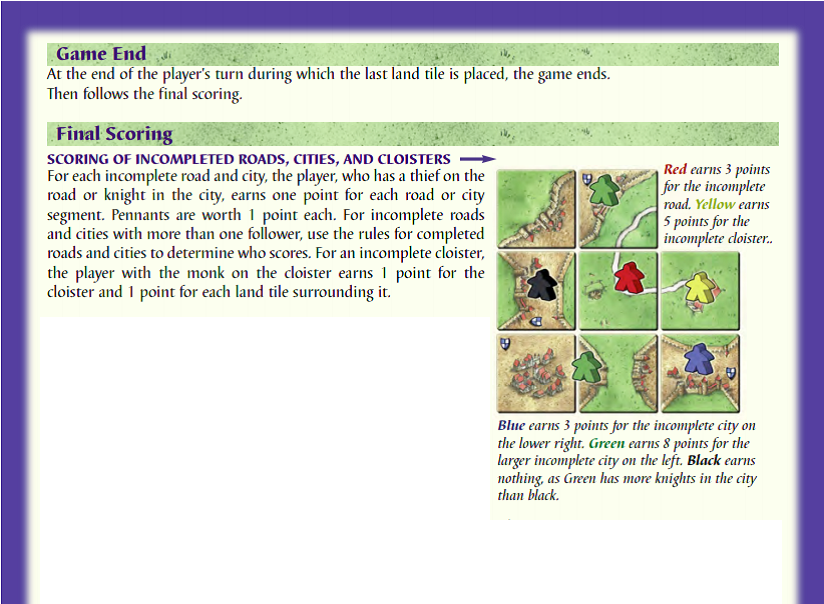 Game End
At the end of the player's turn during which the last land tile is placed, the game ends.
Then follows the final scoring.
Final Scoring
SCORING OF INCOMPLETED ROADS, CITIES, AND CLOISTERS
For each incomplete road and city, the player, who has a thief on the
road or knight in the city, earns one point for each road or city
segment. Pennants are worth 1 point each. For incomplete roads
and cities with more than one follower, use the rules for completed
roads and cities to determine who scores. For an incomplete cloister,
the player with the monk on the cloister earns 1 point for the
cloister and 1 point for each land tile surrounding it.
Red earns 3 points
for the incomplete
road. Yellow earns
5 points for the
incomplete cloister..
Blue earns 3 points for the incomplete city on
the lower right. Green earns 8 points for the
larger incomplete city on the left. Black earns
nothing, as Green has more knights in the city
than black.